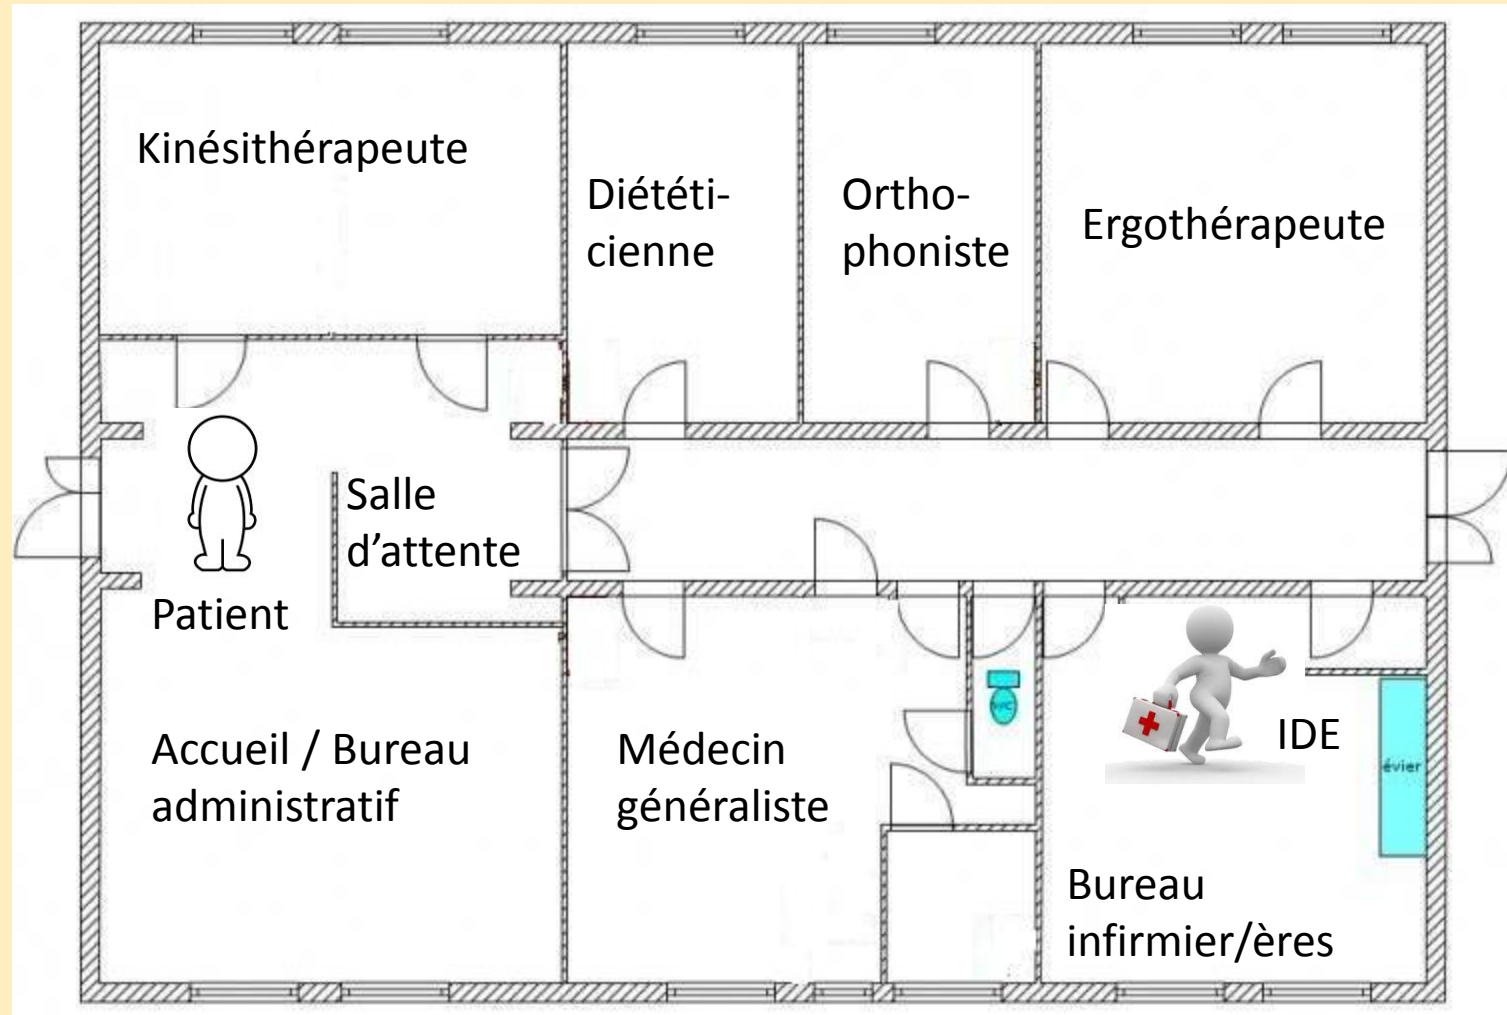 Kinésithérapeute
Diététi-
cienne
Ortho-
phoniste
Ergothérapeute
Salle
d’attente
Patient
Accueil / Bureau
administratif
Médecin
généraliste
WC
IDE
évier
Bureau
infirmier/ères